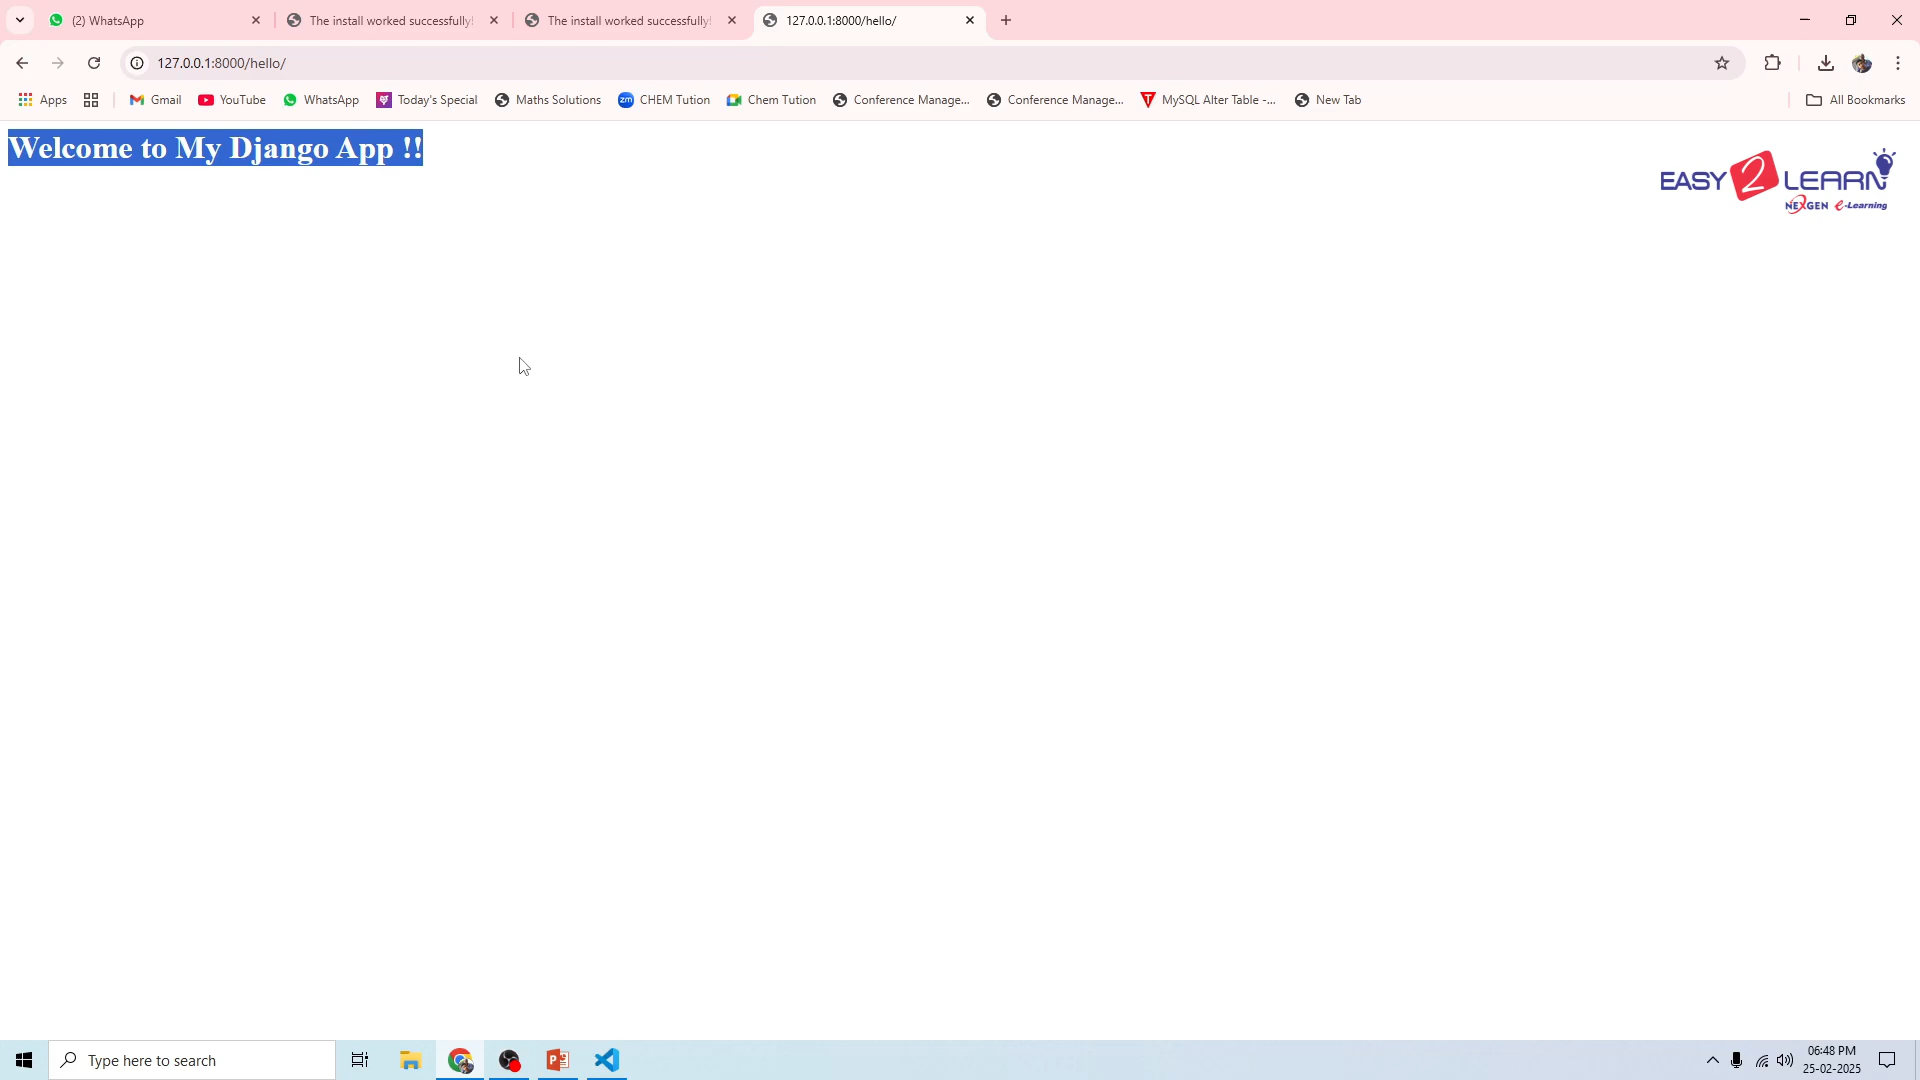 (2) WhatsApp
The install worked successfully!
The install worked successfully!
127.0.0.1:8000/hello/
127.0.0.1:8000/hello/
Apps
Gmail
YouTube
WhatsApp
Today's Special
Maths Solutions
CHEM Tution
Chem Tution
Conference Manage...
Conference Manage...
MySQL Alter Table -...
New Tab
All Bookmarks
Welcome to My Django App !!
EASY 2 LEARN
NEXGEN e-Learning
Type here to search
06:48 PM
25-02-2025